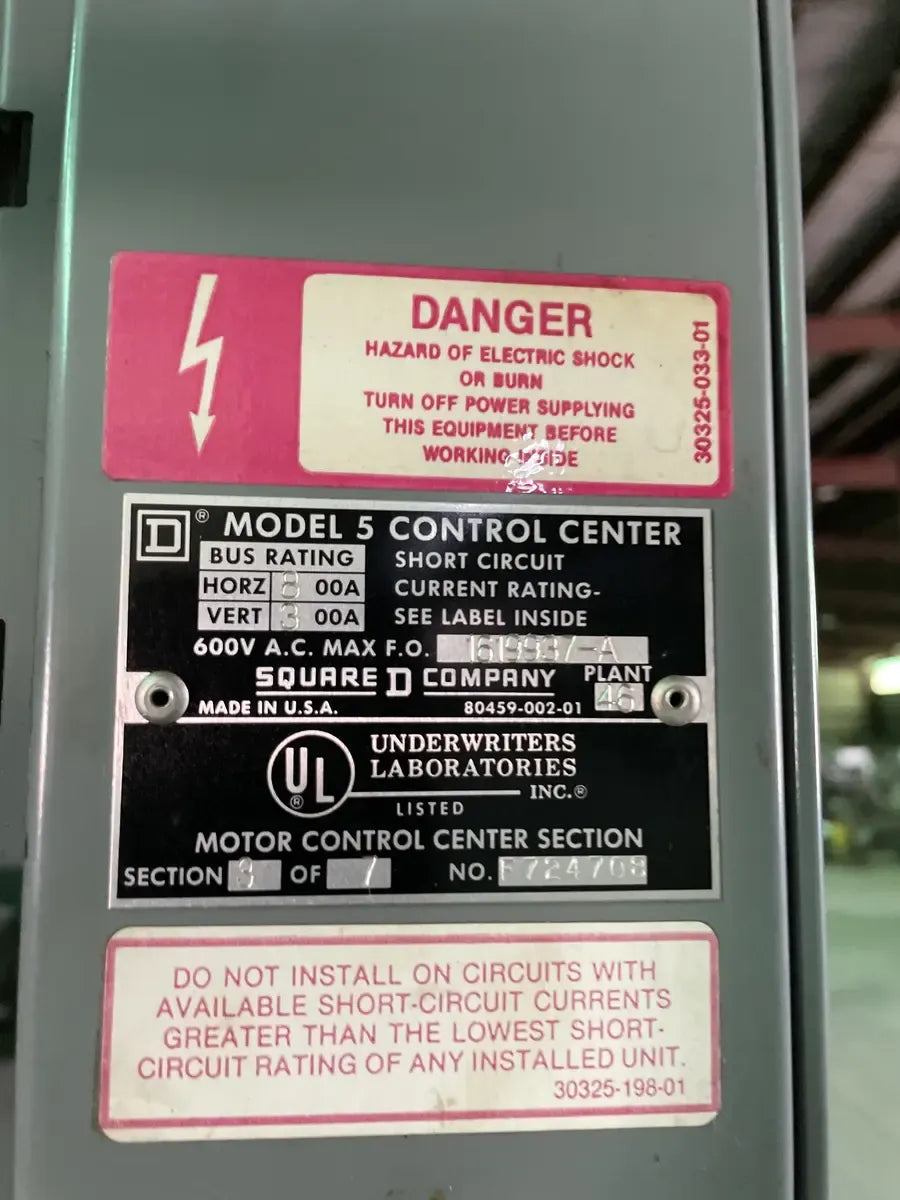 DANGER
HAZARD OF ELECTRIC SHOCK
OR BURN
TURN OFF POWER SUPPLYING
THIS EQUIPMENT BEFORE
WORKING INSIDE
30325-033-01
D® MODEL 5 CONTROL CENTER
BUS RATING
HORZ 8 00A
VERT 3 00A
SHORT CIRCUIT
CURRENT RATING-
SEE LABEL INSIDE
600V A.C. MAX F.O. 1619937-A
SQUARE D COMPANY
PLANT
46
MADE IN U.S.A.
80459-002-01
UL®
UNDERWRITERS
LABORATORIES
INC.®
LISTED
MOTOR CONTROL CENTER SECTION
SECTION OF 7 NO. F724708
DO NOT INSTALL ON CIRCUITS WITH
AVAILABLE SHORT-CIRCUIT CURRENTS
GREATER THAN THE LOWEST SHORT-
CIRCUIT RATING OF ANY INSTALLED UNIT.
30325-198-01